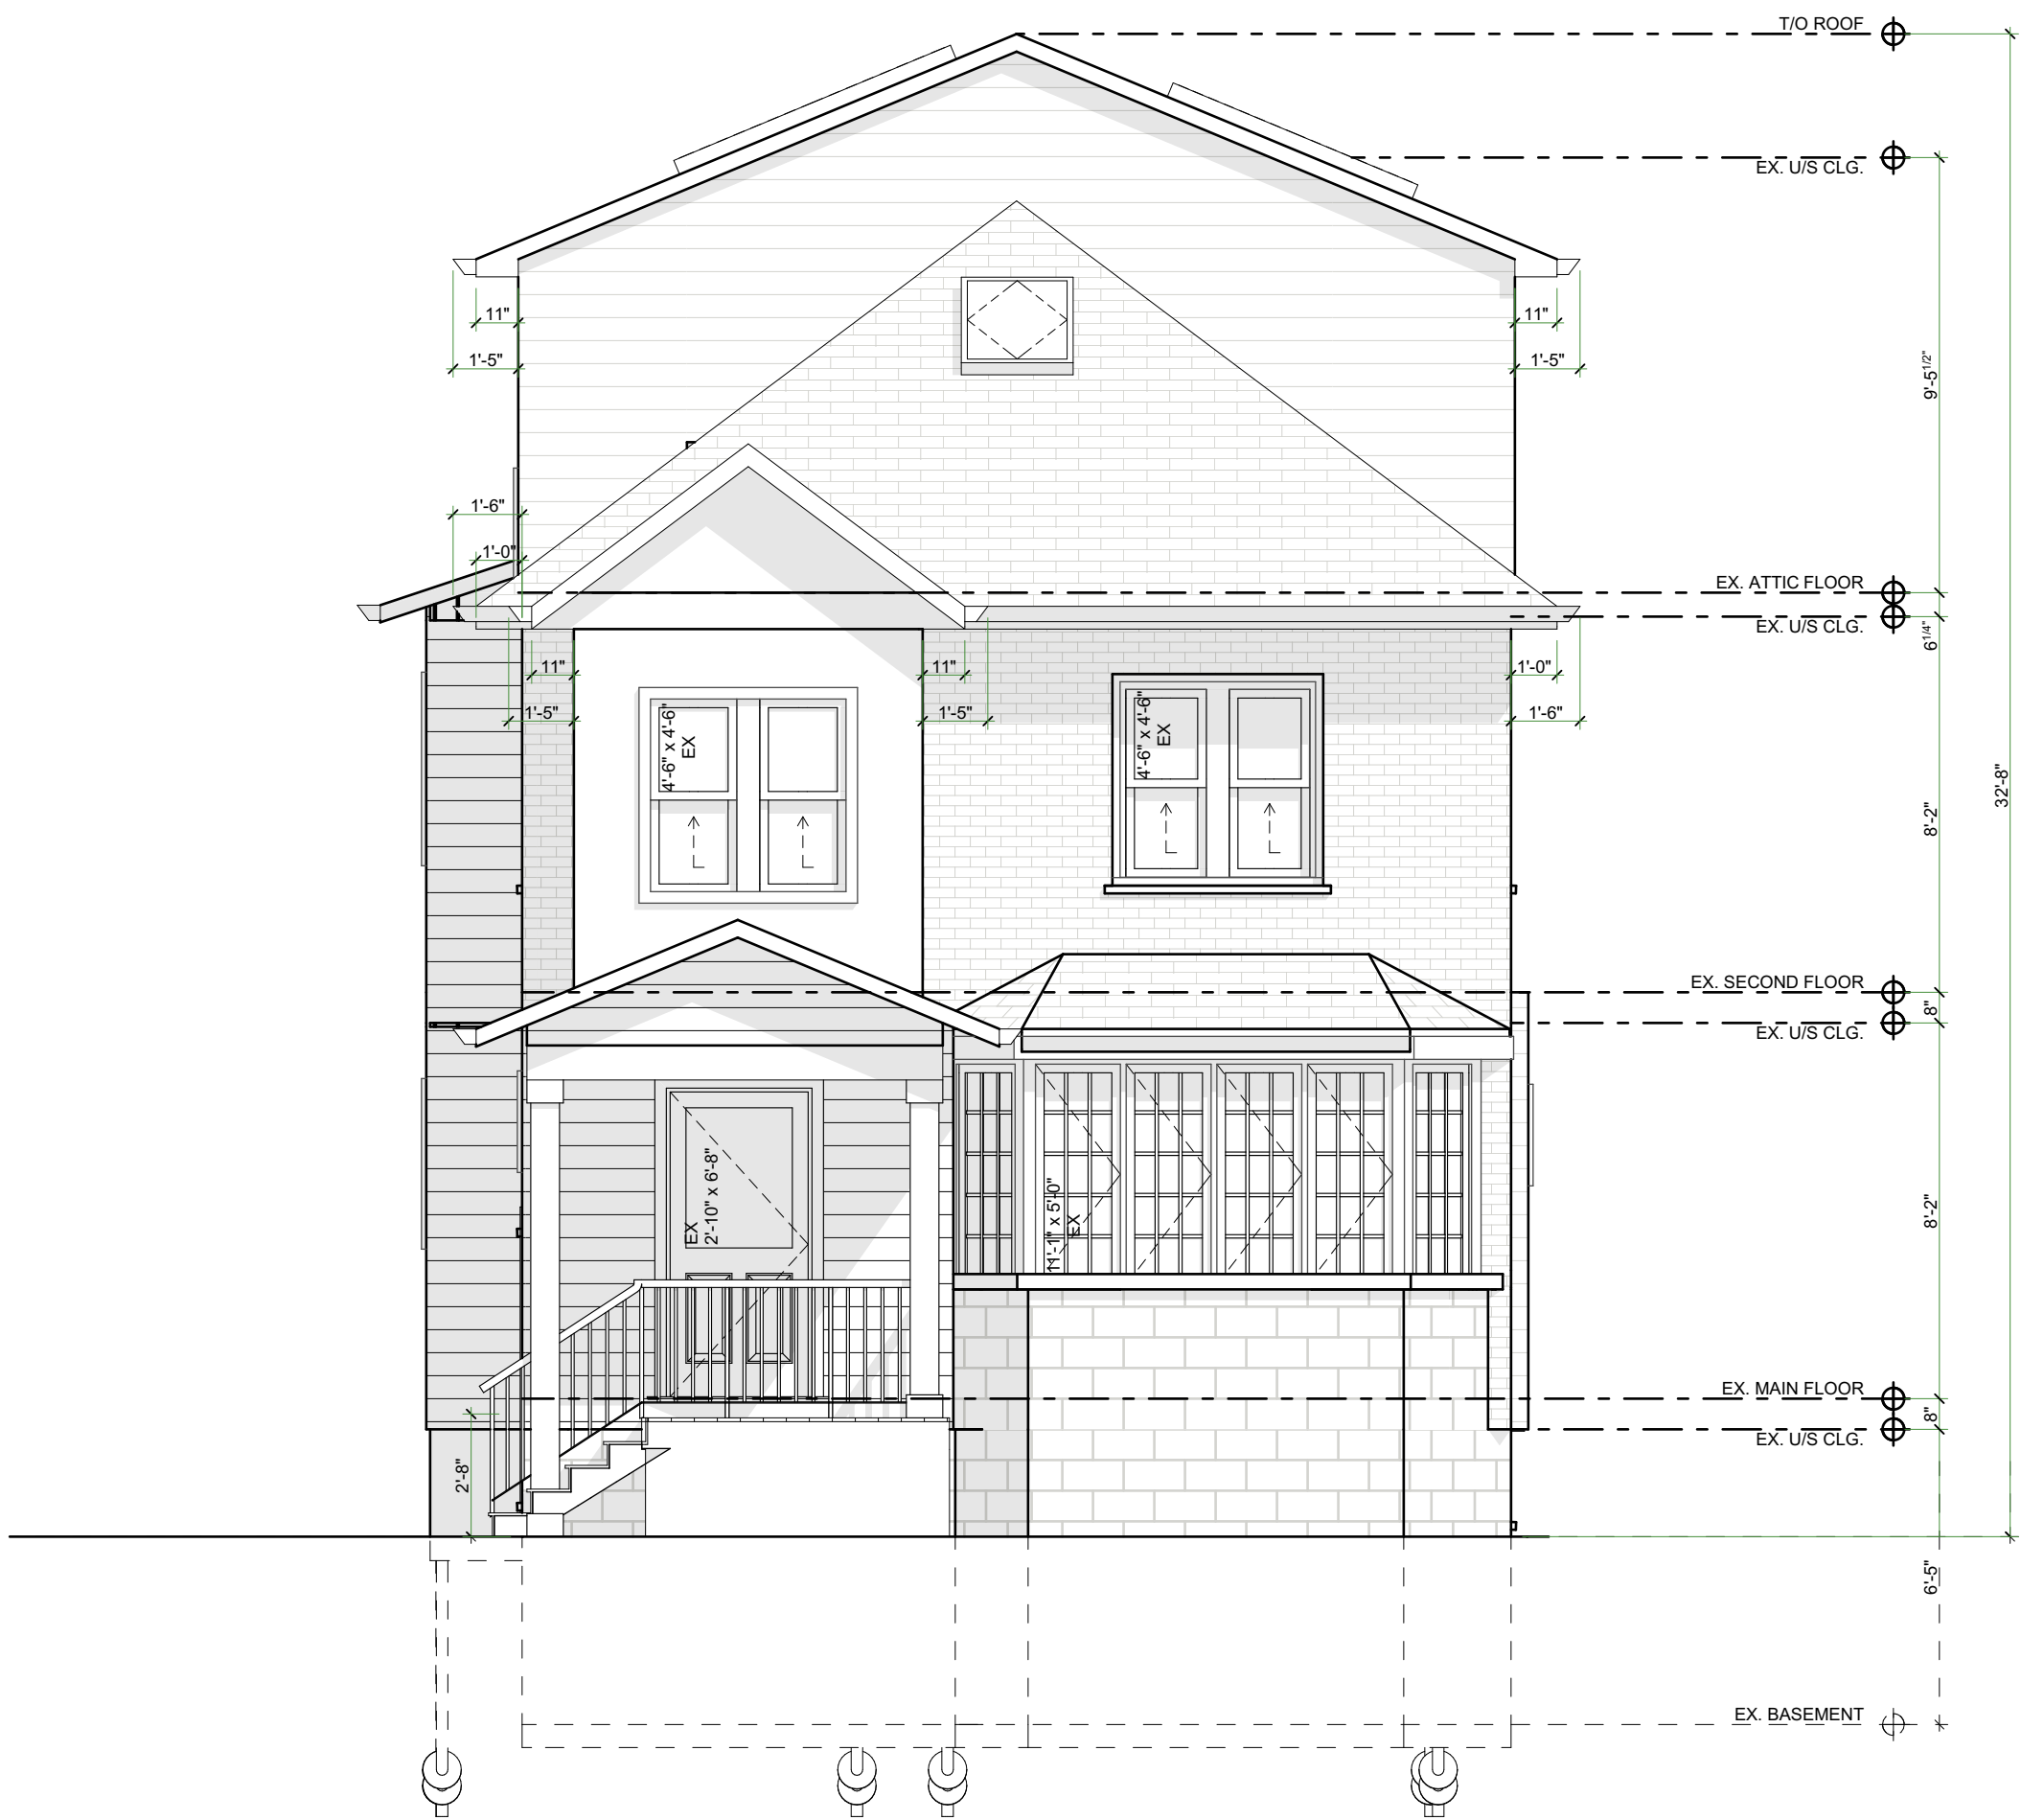 T/O ROOF
EX. U/S CLG.
11"
11"
1'-5"
1'-5"
9'-5 1/2"
1'-6"
1'-0"
EX. ATTIC FLOOR
EX. U/S CLG.
6 1/4"
11"
11"
1'-0"
1'-5"
1'-5"
1'-6"
4'-6" x 4'-6"
EX
4'-6" x 4'-6"
EX
32'-8"
8'-2"
EX. SECOND FLOOR
8"
EX. U/S CLG.
EX
2'-10" x 6'-8"
11'-1" x 5'-0"
EX
8'-2"
EX. MAIN FLOOR
8"
EX. U/S CLG.
2'-8"
6'-5"
EX. BASEMENT